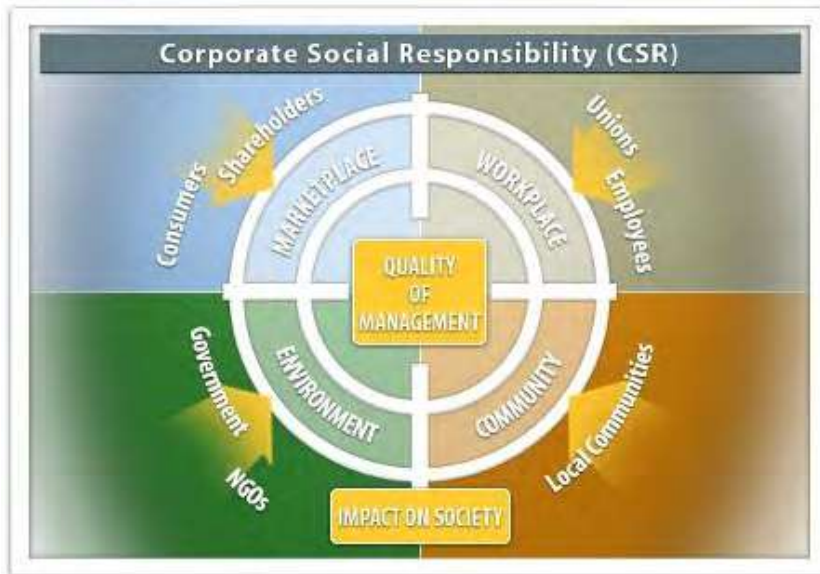 Corporate Social Responsibility (CSR)
Consumers
Shareholders
MARKETPLACE
WORKPLACE
Unions
Employees
QUALITY
OF
MANAGEMENT
Government
NGOs
ENVIRONMENT
COMMUNITY
Local Communities
IMPACT ON SOCIETY